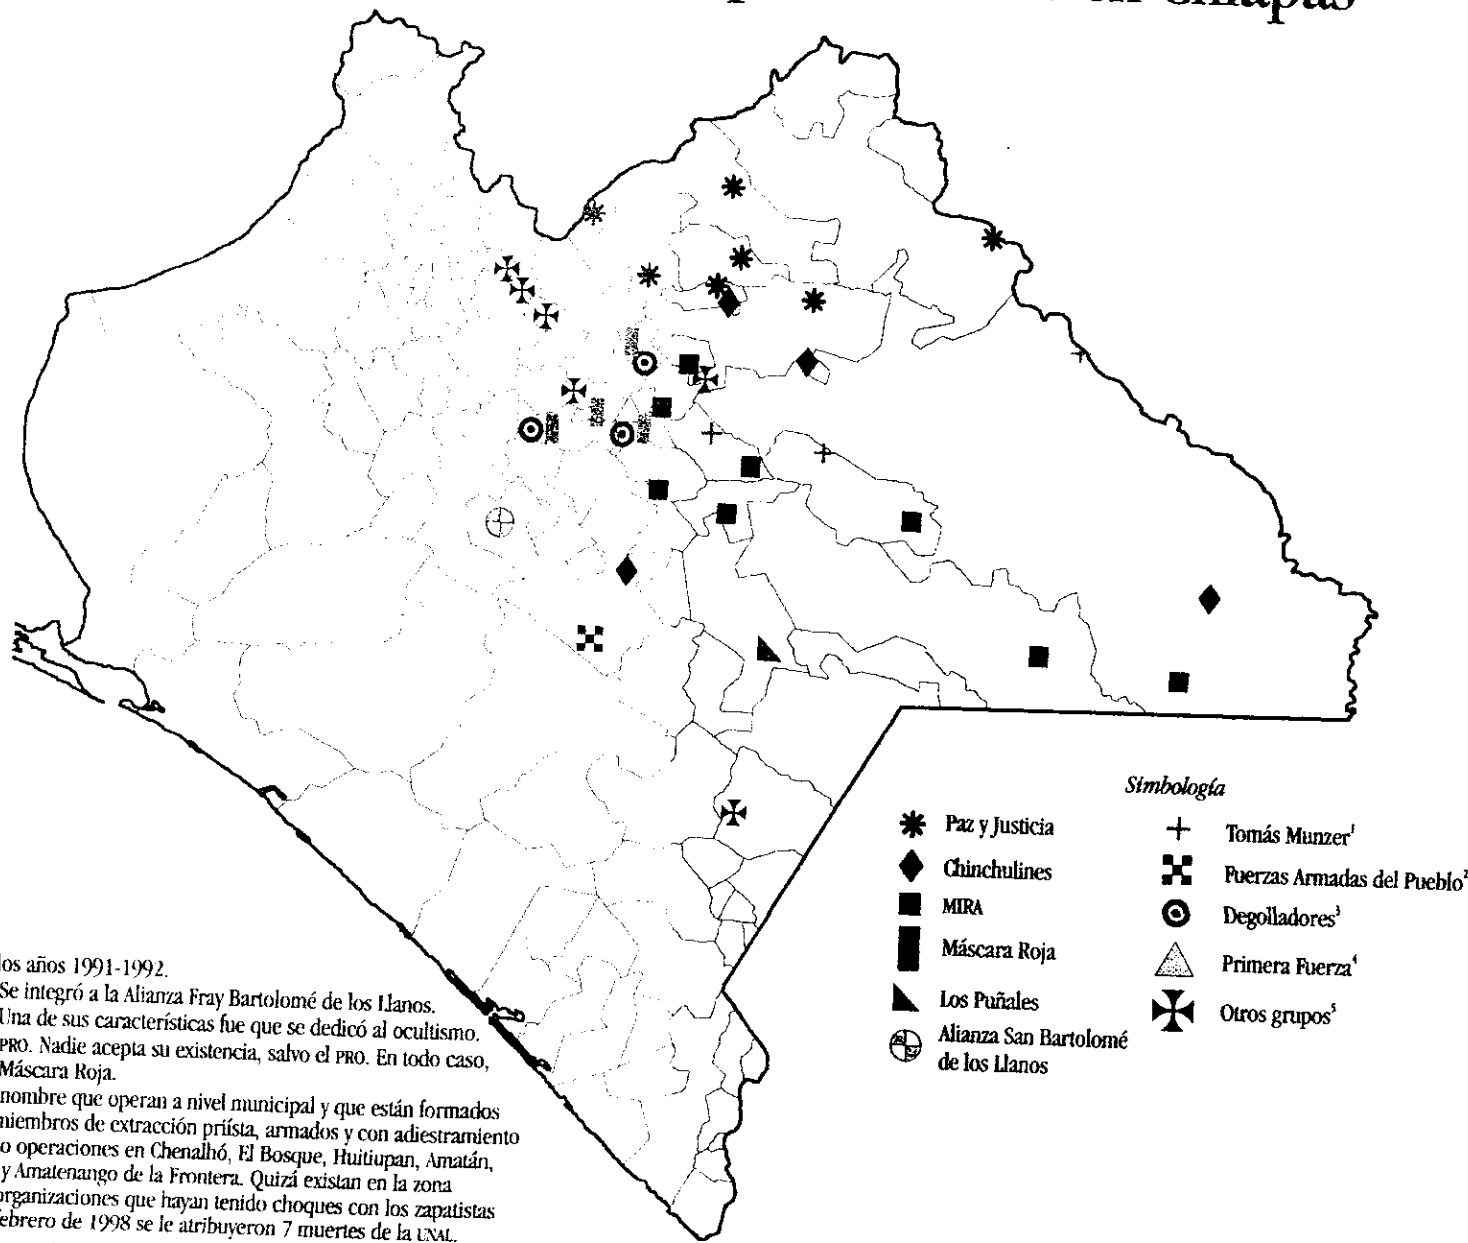 Chiapas
Simbología
Paz y Justicia
Chinchulines
MIRA
Máscara Roja
Los Puñales
Alianza San Bartolomé
de los Llanos
Tomás Munzer¹
Fuerzas Armadas del Pueblo²
Degolladores³
Primera Fuerza⁴
Otros grupos⁵
los años 1991-1992.
Se integró a la Alianza Fray Bartolomé de los Llanos.
Una de sus características fue que se dedicó al ocultismo.
PRO. Nadie acepta su existencia, salvo el PRO. En todo caso,
Máscara Roja.
nombre que operan a nivel municipal y que están formados
miembros de extracción priísta, armados y con adiestramiento
o operaciones en Chenalhó, El Bosque, Huitiupan, Amatán,
y Amatenango de la Frontera. Quizá existan en la zona
organizaciones que hayan tenido choques con los zapatistas
ebrero de 1998 se le atribuyeron 7 muertes de la UNAL.